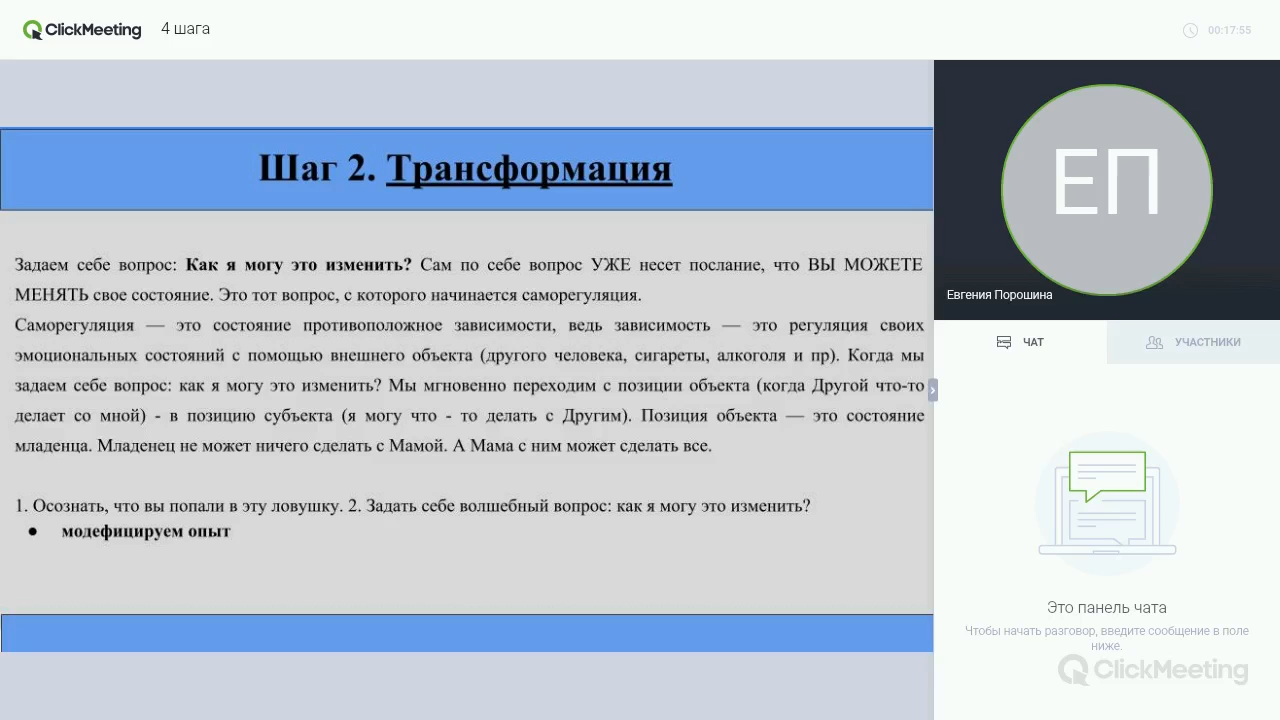 ClickMeeting
4 шага
00:17:55
Шаг 2. Трансформация
Задаем себе вопрос: Как я могу это изменить? Сам по себе вопрос УЖЕ несет послание, что ВЫ МОЖЕТЕ
МЕНЯТЬ свое состояние. Это тот вопрос, с которого начинается саморегуляция.
Саморегуляция — это состояние противоположное зависимости, ведь зависимость — это регуляция своих
эмоциональных состояний с помощью внешнего объекта (другого человека, сигареты, алкоголя и пр). Когда мы
задаем себе вопрос: как я могу это изменить? Мы мгновенно переходим с позиции объекта (когда Другой что-то
делает со мной) - в позицию субъекта (я могу что - то делать с Другим). Позиция объекта — это состояние
младенца. Младенец не может ничего сделать с Мамой. А Мама с ним может сделать все.
1. Осознать, что вы попали в эту ловушку. 2. Задать себе волшебный вопрос: как я могу это изменить?
● модефицируем опыт
ЕП
Евгения Порошина
ЧАТ
УЧАСТНИКИ
Это панель чата
Чтобы начать разговор, введите сообщение в поле
ниже.
ClickMeeting